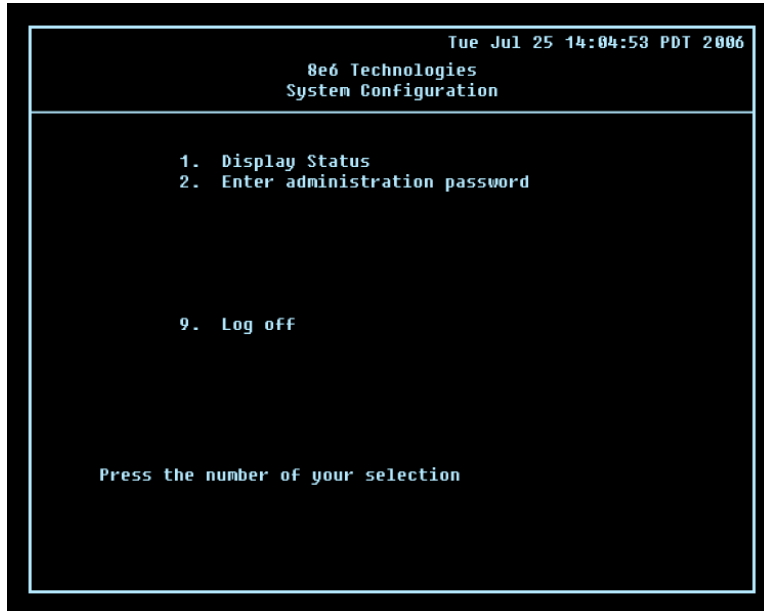 Tue Jul 25 14:04:53 PDT 2006
8e6 Technologies
System Configuration
1. Display Status
2. Enter administration password
9. Log off
Press the number of your selection